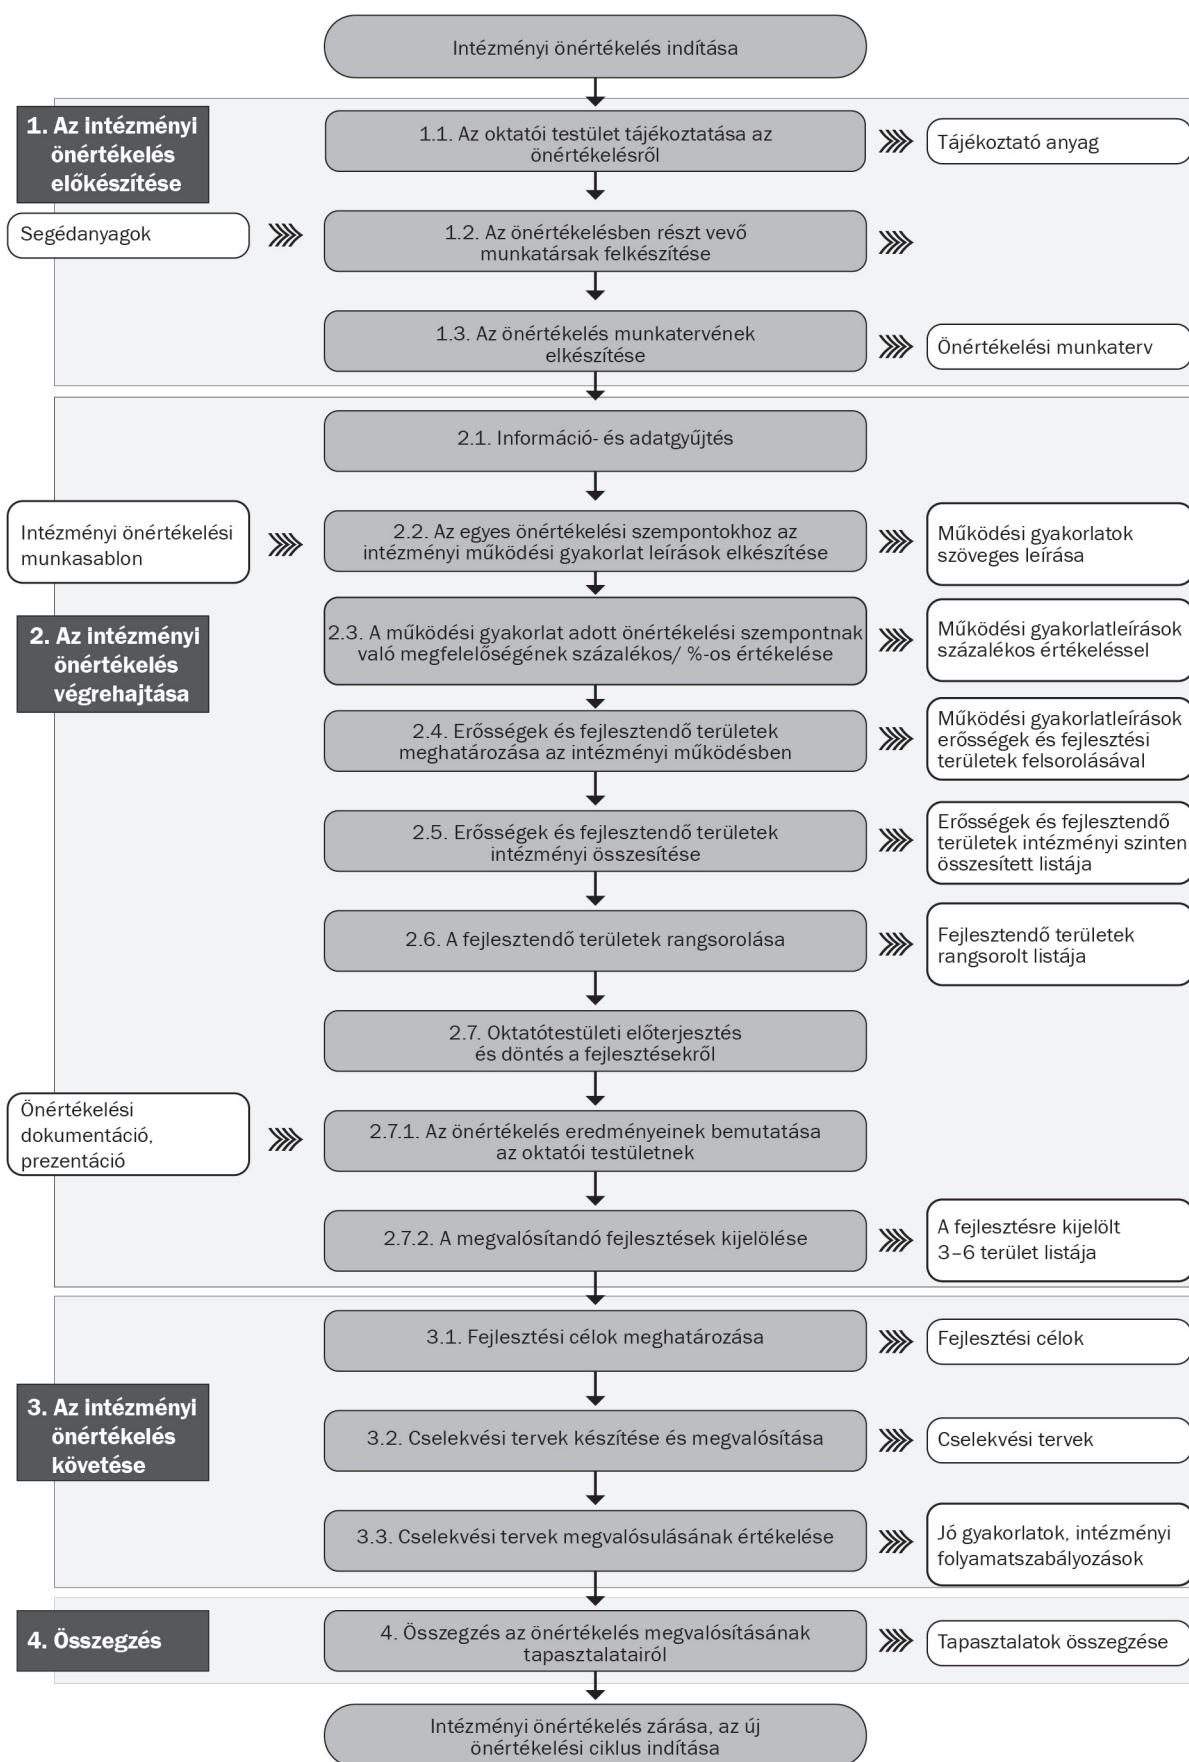 Intézményi önértékelés indítása
1. Az intézményi
önértékelés
előkészítése
1.1. Az oktatói testület tájékoztatása az
önértékelésről
Tájékoztató anyag
Segédanyagok
1.2. Az önértékelésben részt vevő
munkatársak felkészítése
1.3. Az önértékelés munkatervének
elkészítése
Önértékelési munkaterv
2.1. Információ- és adatgyűjtés
Intézményi önértékelési
munkasablon
2.2. Az egyes önértékelési szempontokhoz az
intézményi működési gyakorlat leírások elkészítése
Működési gyakorlatok
szöveges leírása
2. Az intézményi
önértékelés
végrehajtása
2.3. A működési gyakorlat adott önértékelési szempontnak
való megfelelőségének százalékos/ %-os értékelése
Működési gyakorlatleírások
százalékos értékeléssel
2.4. Erősségek és fejlesztendő területek
meghatározása az intézményi működésben
Működési gyakorlatleírások
erősségek és fejlesztési
területek felsorolásával
2.5. Erősségek és fejlesztendő területek
intézményi összesítése
Erősségek és fejlesztendő
területek intézményi szinten
összesített listája
2.6. A fejlesztendő területek rangsorolása
Fejlesztendő területek
rangsorolt listája
2.7. Oktatótestületi előterjesztés
és döntés a fejlesztésekről
Önértékelési
dokumentáció,
prezentáció
2.7.1. Az önértékelés eredményeinek bemutatása
az oktatói testületnek
2.7.2. A megvalósítandó fejlesztések kijelölése
A fejlesztésre kijelölt
3–6 terület listája
3.1. Fejlesztési célok meghatározása
Fejlesztési célok
3. Az intézményi
önértékelés
követése
3.2. Cselekvési tervek készítése és megvalósítása
Cselekvési tervek
3.3. Cselekvési tervek megvalósulásának értékelése
Jó gyakorlatok, intézményi
folyamatszabályozások
4. Összegzés
4. Összegzés az önértékelés megvalósításának
tapasztalatairól
Tapasztalatok összegzése
Intézményi önértékelés zárása, az új
önértékelési ciklus indítása